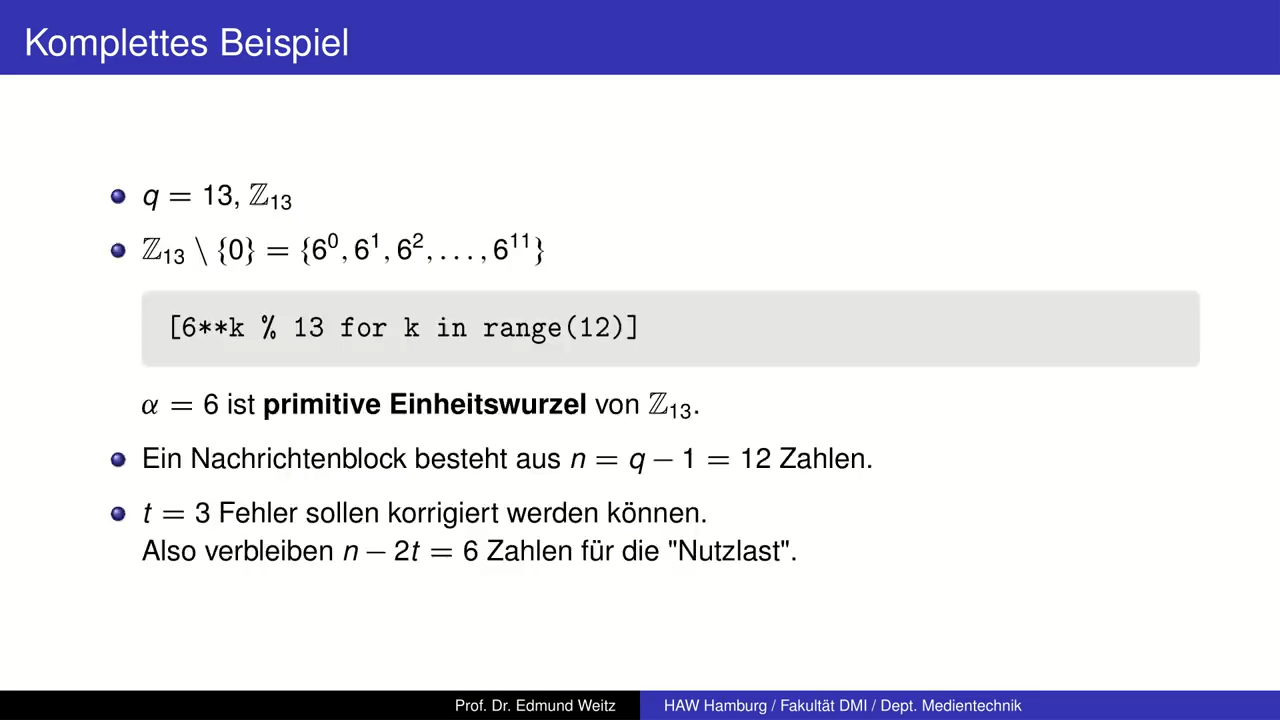 Komplettes Beispiel
q = 13, ℤ₁₃
ℤ₁₃ \ {0} = {6⁰, 6¹, 6², . . . , 6¹¹}
[6**k % 13 for k in range(12)]
α = 6 ist primitive Einheitswurzel von ℤ₁₃.
Ein Nachrichtenblock besteht aus n = q − 1 = 12 Zahlen.
t = 3 Fehler sollen korrigiert werden können.
Also verbleiben n − 2t = 6 Zahlen für die "Nutzlast".
Prof. Dr. Edmund Weitz
HAW Hamburg / Fakultät DMI / Dept. Medientechnik